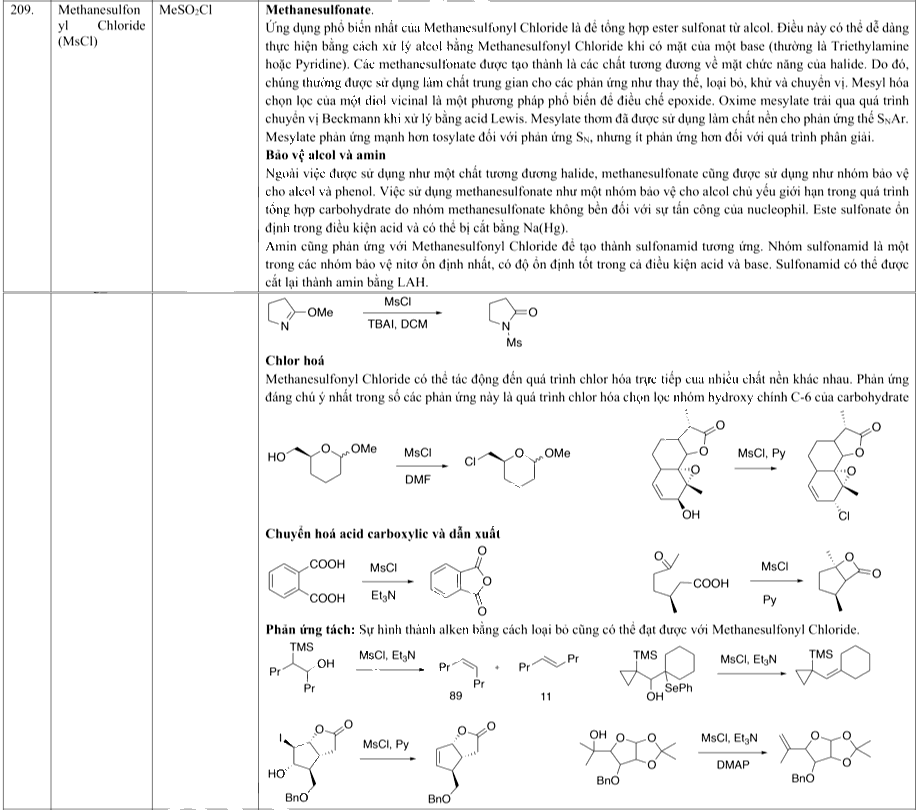 209.
Methanesulfon
yl Chloride
(MsCl)
MeSO₂Cl
Methanesulfonate.
Ứng dụng phổ biến nhất của Methanesulfonyl Chloride là để tổng hợp ester sulfonat từ alcol. Điều này có thể dễ dàng
thực hiện bằng cách xử lý alcol bằng Methanesulfonyl Chloride khi có mặt của một base (thường là Triethylamine
hoặc Pyridine). Các methanesulfonate được tạo thành là các chất tương đương về mặt chức năng của halide. Do đó,
chúng thường được sử dụng làm chất trung gian cho các phản ứng như thay thế, loại bỏ, khử và chuyển vị. Mesyl hóa
chọn lọc của một diol vicinal là một phương pháp phổ biến để điều chế epoxide. Oxime mesylate trải qua quá trình
chuyển vị Beckmann khi xử lý bằng acid Lewis. Mesylate thơm đã được sử dụng làm chất nền cho phản ứng thế SNAr.
Mesylate phản ứng mạnh hơn tosylate đối với phản ứng SN, nhưng ít phản ứng hơn đối với quá trình phân giải.
Bảo vệ alcol và amin
Ngoài việc được sử dụng như một chất tương đương halide, methanesulfonate cũng được sử dụng như nhóm bảo vệ
cho alcol và phenol. Việc sử dụng methanesulfonate như một nhóm bảo vệ cho alcol chủ yếu giới hạn trong quá trình
tổng hợp carbohydrate do nhóm methanesulfonate không bền đối với sự tấn công của nucleophil. Este sulfonate ổn
định trong điều kiện acid và có thể bị cắt bằng Na(Hg).
Amin cũng phản ứng với Methanesulfonyl Chloride để tạo thành sulfonamid tương ứng. Nhóm sulfonamid là một
trong các nhóm bảo vệ nitơ ổn định nhất, có độ ổn định tốt trong cả điều kiện acid và base. Sulfonamid có thể được
cắt lại thành amin bằng LAH.
N OMe MsCl TBAI, DCM N O Ms
Chlor hoá
Methanesulfonyl Chloride có thể tác động đến quá trình chlor hóa trực tiếp của nhiều chất nền khác nhau. Phản ứng
đáng chú ý nhất trong số các phản ứng này là quá trình chlor hóa chọn lọc nhóm hydroxy chính C-6 của carbohydrate
HO O OMe MsCl DMF Cl O OMe
O O O OH MsCl, Py O O O Cl
Chuyển hoá acid carboxylic và dẫn xuất
COOH COOH MsCl Et₃N O O O
O COOH MsCl Py O O
Phản ứng tách: Sự hình thành alken bằng cách loại bỏ cũng có thể đạt được với Methanesulfonyl Chloride.
TMS OH Pr Pr MsCl, Et₃N Pr Pr 89 + Pr Pr 11
TMS OH SePh MsCl, Et₃N TMS
I O O HO BnO MsCl, Py O O BnO
OH O O O BnO MsCl, Et₃N DMAP O O O BnO